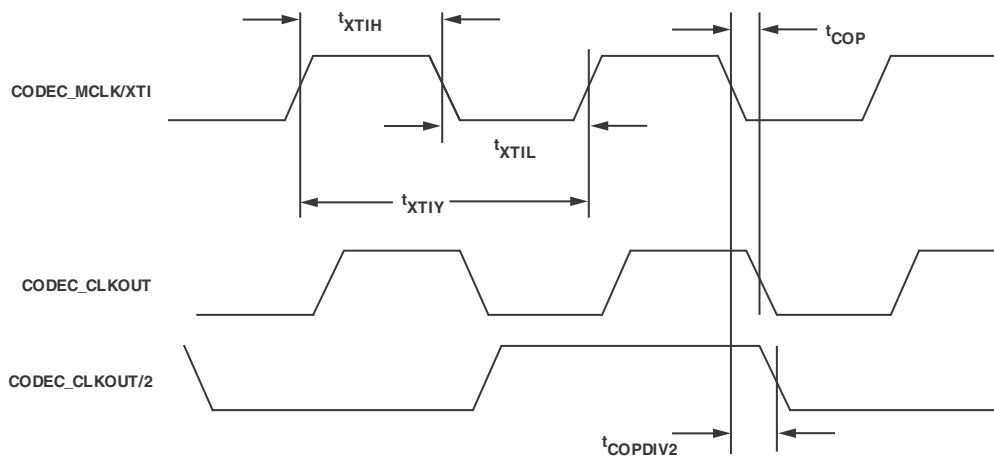 tXTIH
tCOP
CODEC_MCLK/XTI
tXTIL
tXTIY
CODEC_CLKOUT
CODEC_CLKOUT/2
tCOPDIV2